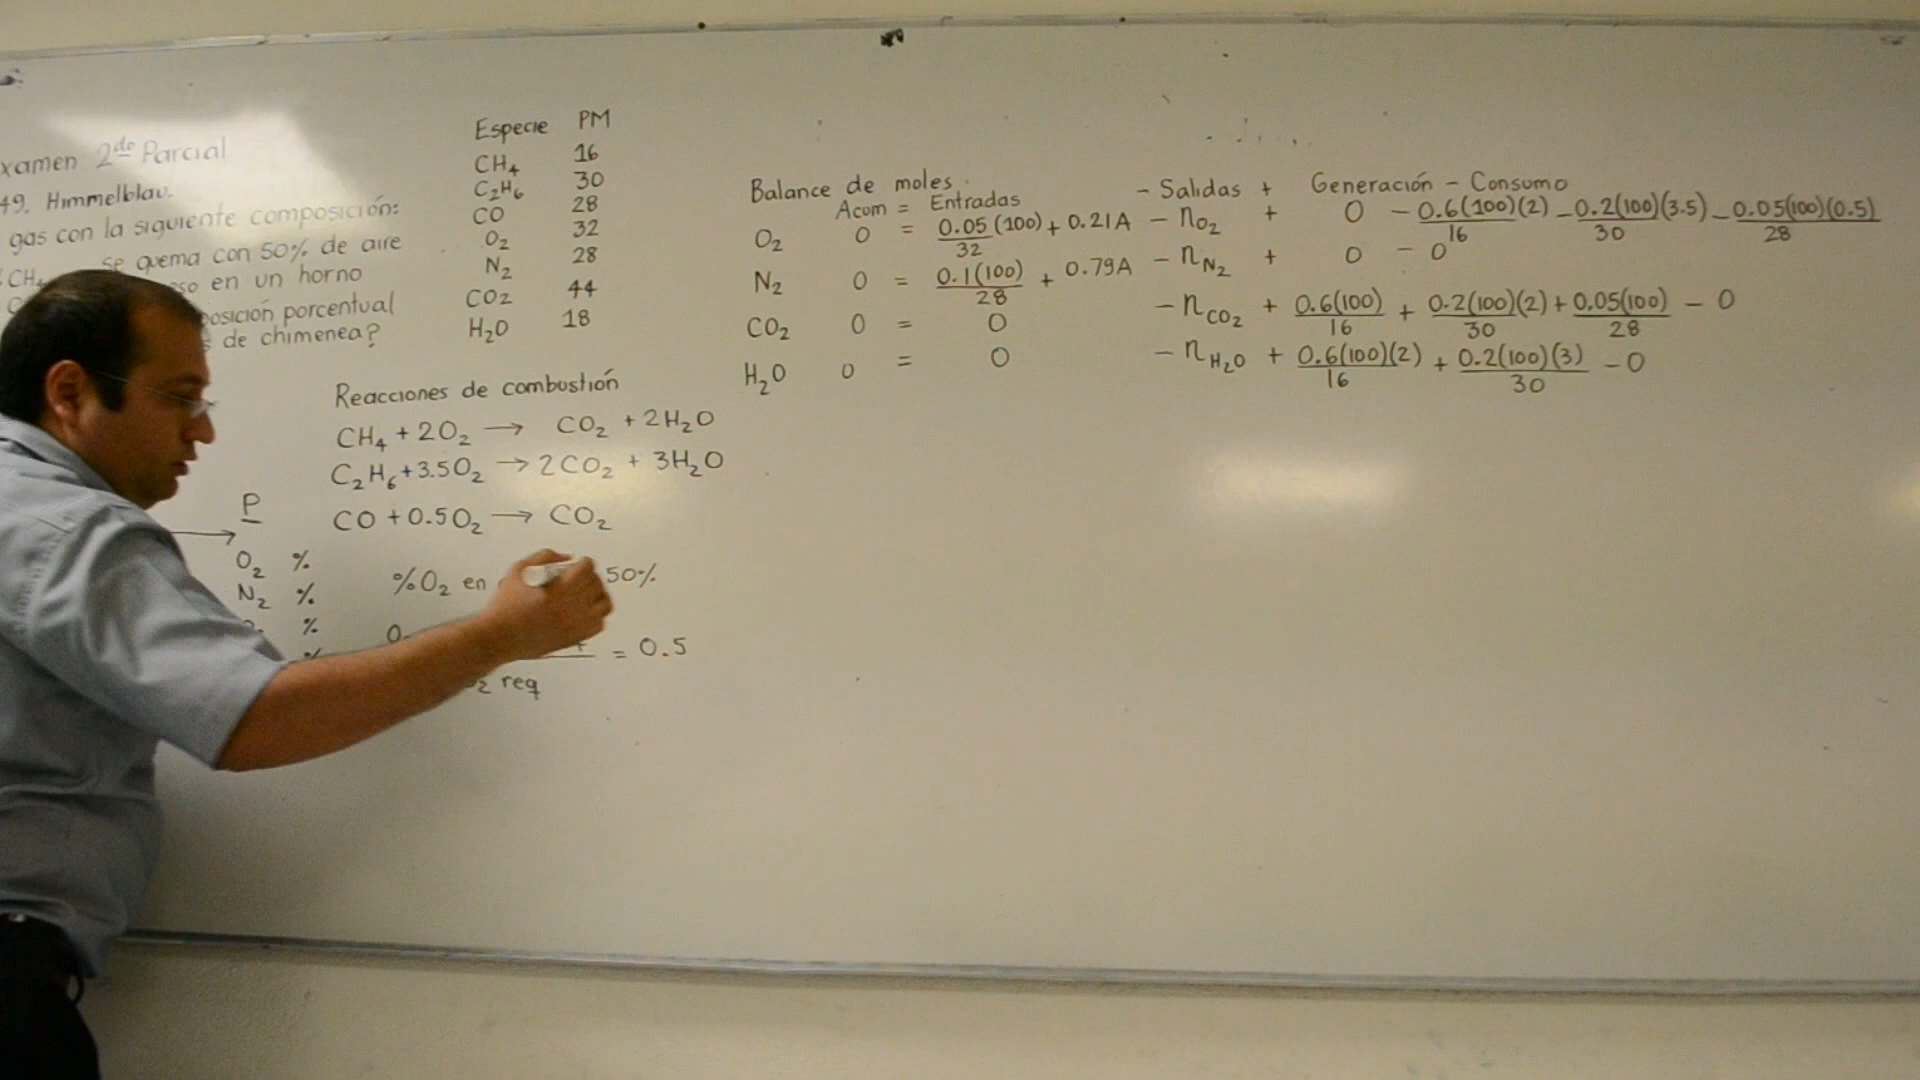 xamen 2do Parcial
49. Himmelblau.
gas con la siguiente composición:
CH4 se quema con 50% de aire
en un horno
porcentual
de chimenea?
Especie PM
CH4 16
C2H6 30
CO 28
O2 32
N2 28
CO2 44
H2O 18
Reacciones de combustión
CH4 + 2O2 → CO2 + 2H2O
C2H6 + 3.5O2 → 2CO2 + 3H2O
CO + 0.5O2 → CO2
P
O2 %
N2 %
%
%
%O2 en 50%
= 0.5
2 req
Balance de moles
Acum = Entradas - Salidas + Generación - Consumo
O2 0 = 0.05(100)/32 + 0.21A - nO2 + 0 - 0.6(100)(2)/16 - 0.2(100)(3.5)/30 - 0.05(100)(0.5)/28
N2 0 = 0.1(100)/28 + 0.79A - nN2 + 0 - 0
CO2 0 = 0 - nCO2 + 0.6(100)/16 + 0.2(100)(2)/30 + 0.05(100)/28 - 0
H2O 0 = 0 - nH2O + 0.6(100)(2)/16 + 0.2(100)(3)/30 - 0